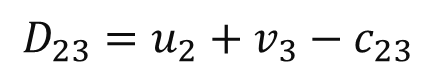 D₂₃ = u₂ + v₃ − c₂₃